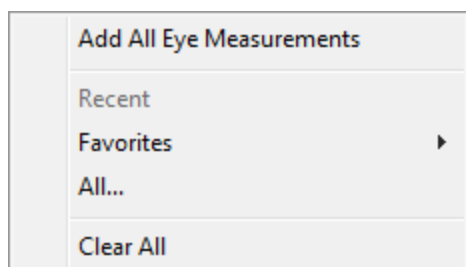 Add All Eye Measurements
Recent
Favorites
All...
Clear All